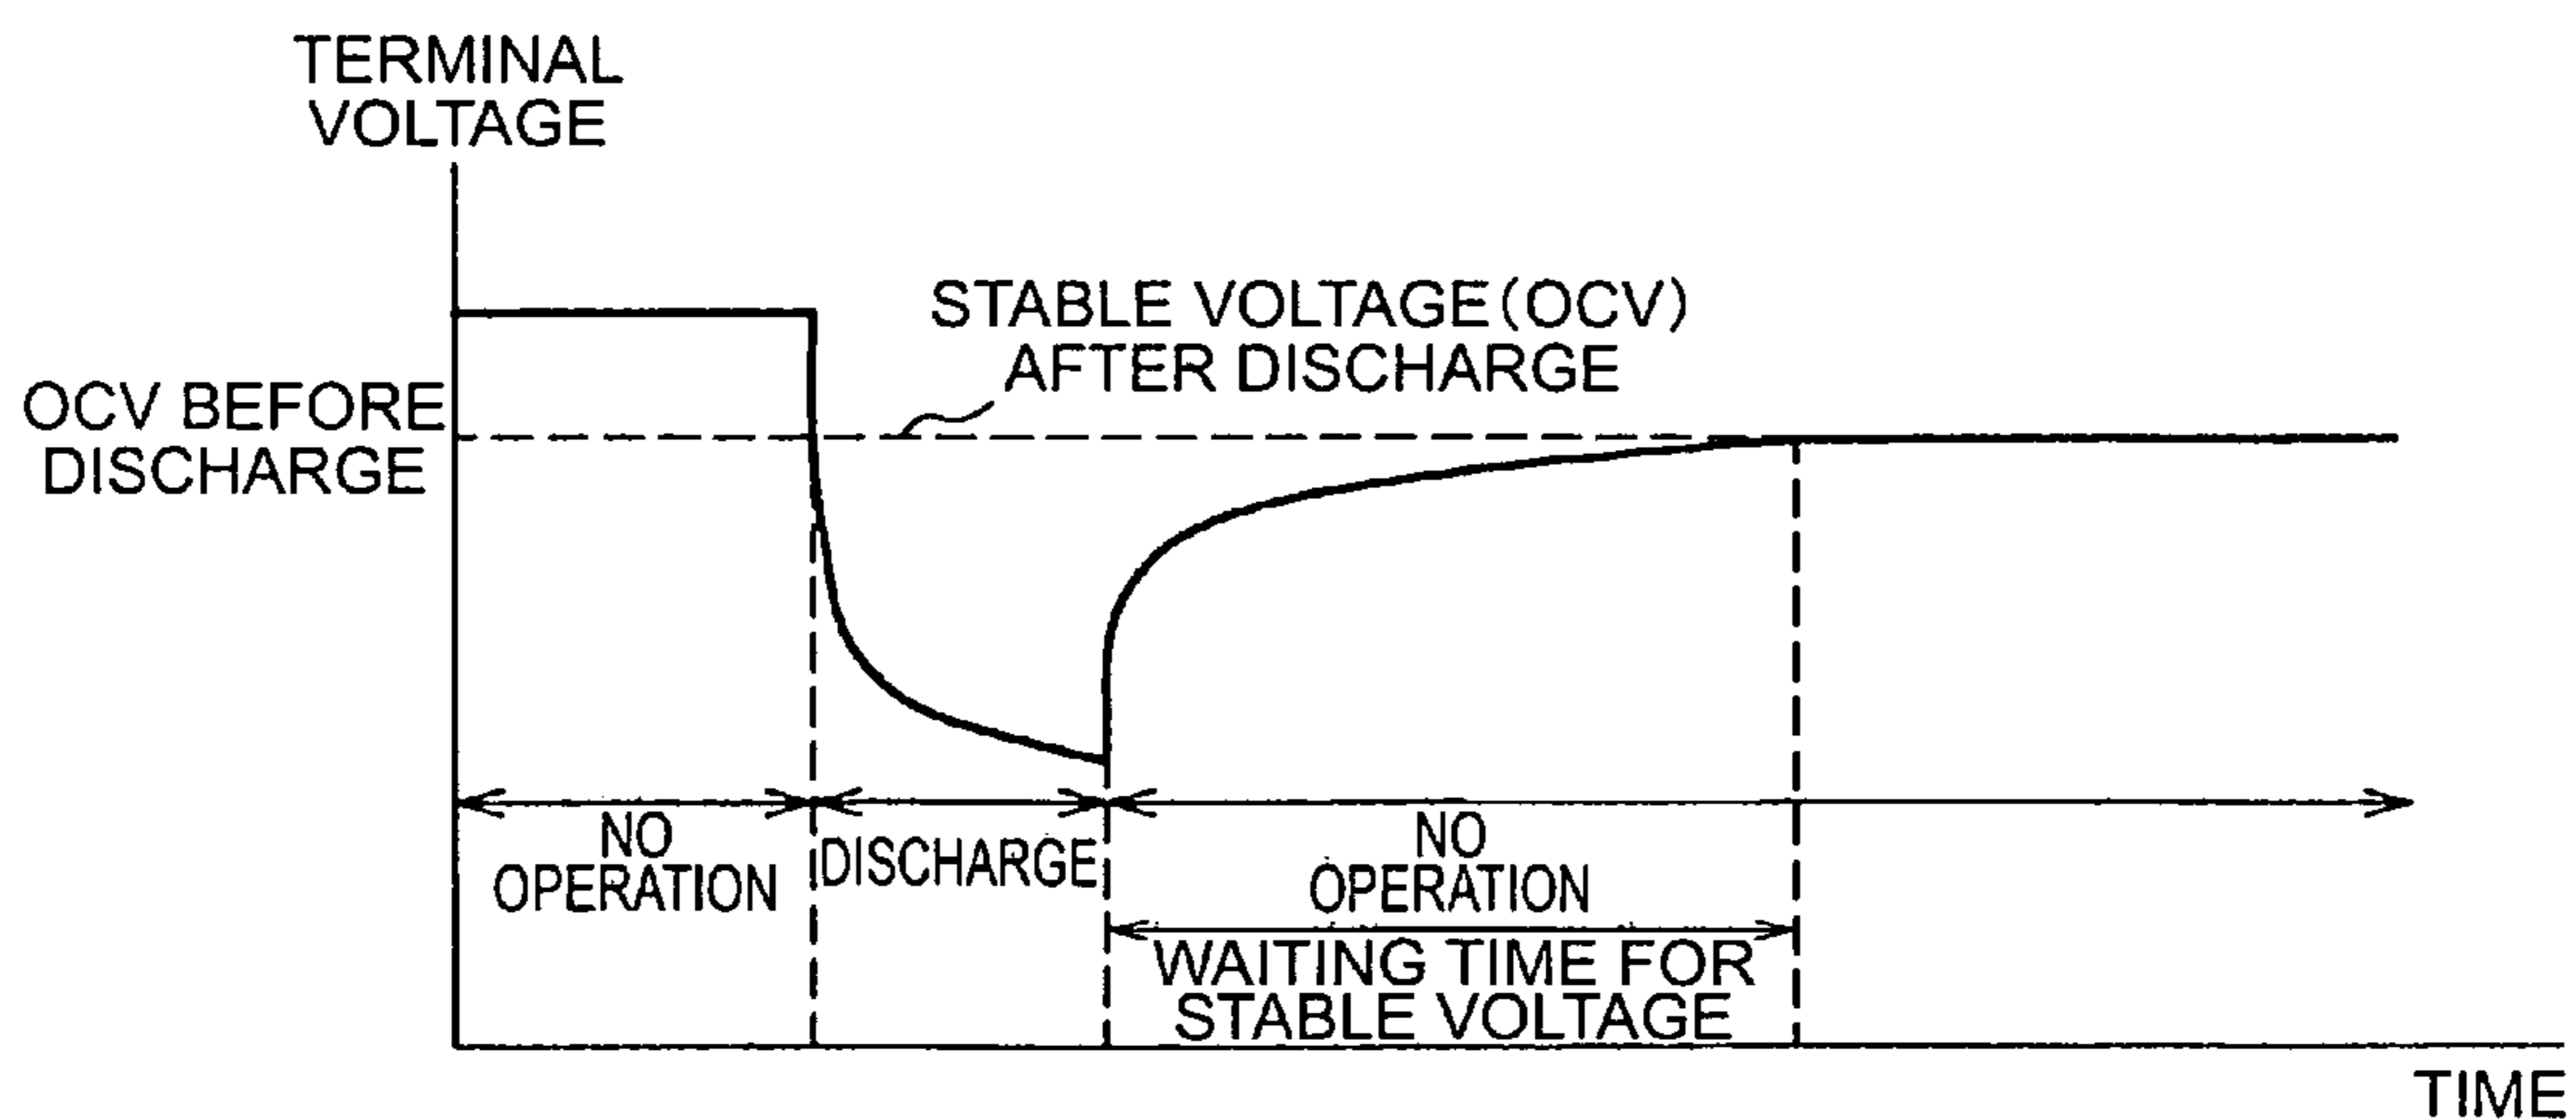 TERMINAL
VOLTAGE
STABLE VOLTAGE(OCV)
AFTER DISCHARGE
OCV BEFORE
DISCHARGE
NO
OPERATION
DISCHARGE
NO
OPERATION
WAITING TIME FOR
STABLE VOLTAGE
TIME